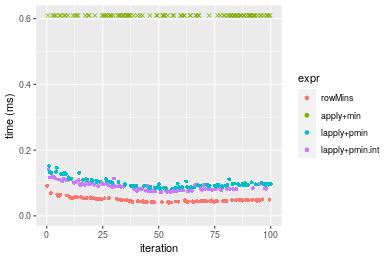 0.6
0.4
0.2
0.0
time (ms)
0
25
50
75
100
iteration
expr
rowMins
apply+min
lapply+pmin
lapply+pmin.int